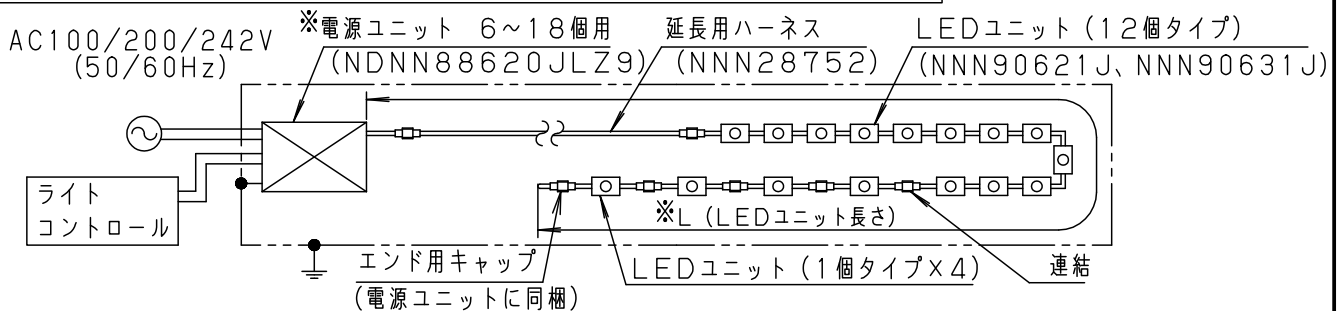 AC100/200/242V
(50/60Hz)
※電源ユニット 6~18個用
(NDNN88620JLZ9)
延長用ハーネス
(NNN28752)
LEDユニット(12個タイプ)
(NNN90621J、NNN90631J)
ライト
コントロール
※L(LEDユニット長さ)
エンド用キャップ
(電源ユニットに同梱)
LEDユニット(1個タイプ×4)
連結